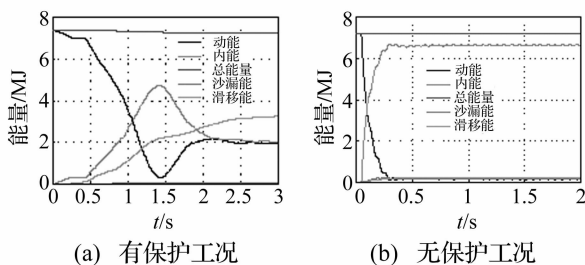 8
6
4
2
0
能量/MJ
动能
内能
总能量
沙漏能
滑移能
0 0.5 1 1.5 2 2.5 3
t/s
(a) 有保护工况
8
6
4
2
0
能量/MJ
动能
内能
总能量
沙漏能
滑移能
0 0.5 1 1.5 2
t/s
(b) 无保护工况